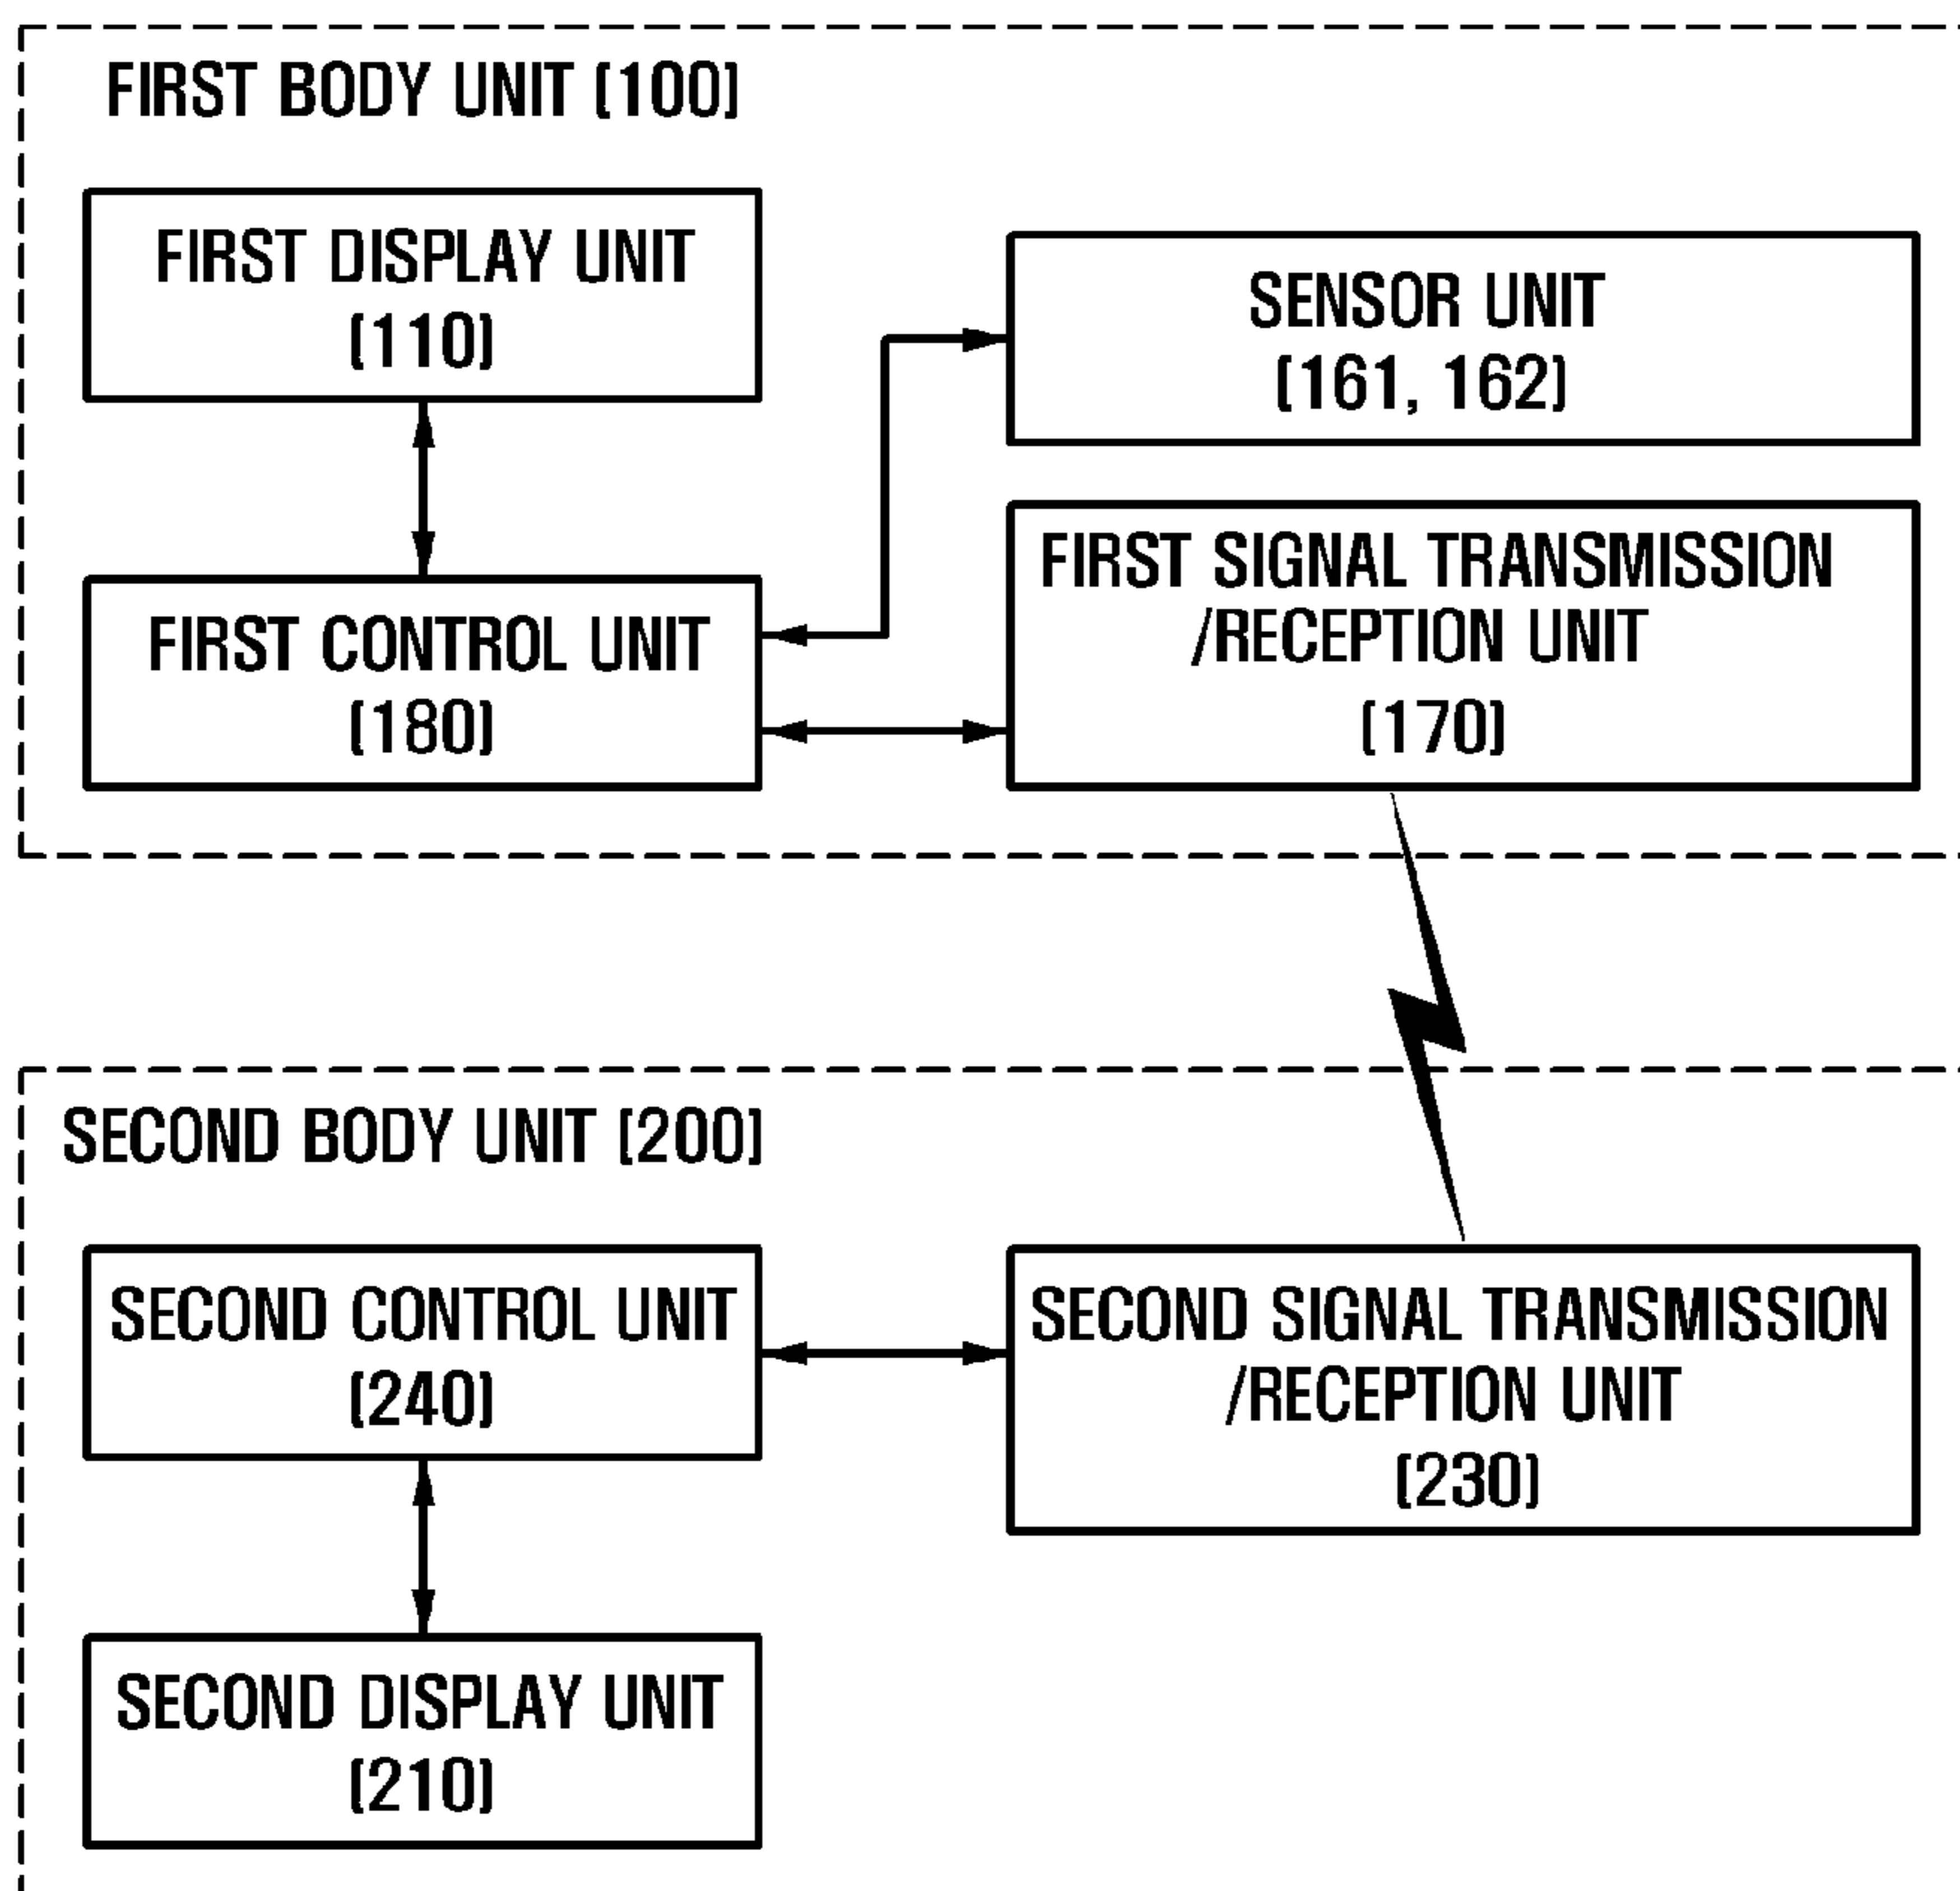 FIRST BODY UNIT (100)
FIRST DISPLAY UNIT
(110)
SENSOR UNIT
(161, 162)
FIRST CONTROL UNIT
(180)
FIRST SIGNAL TRANSMISSION
/RECEPTION UNIT
(170)
SECOND BODY UNIT (200)
SECOND CONTROL UNIT
(240)
SECOND SIGNAL TRANSMISSION
/RECEPTION UNIT
(230)
SECOND DISPLAY UNIT
(210)